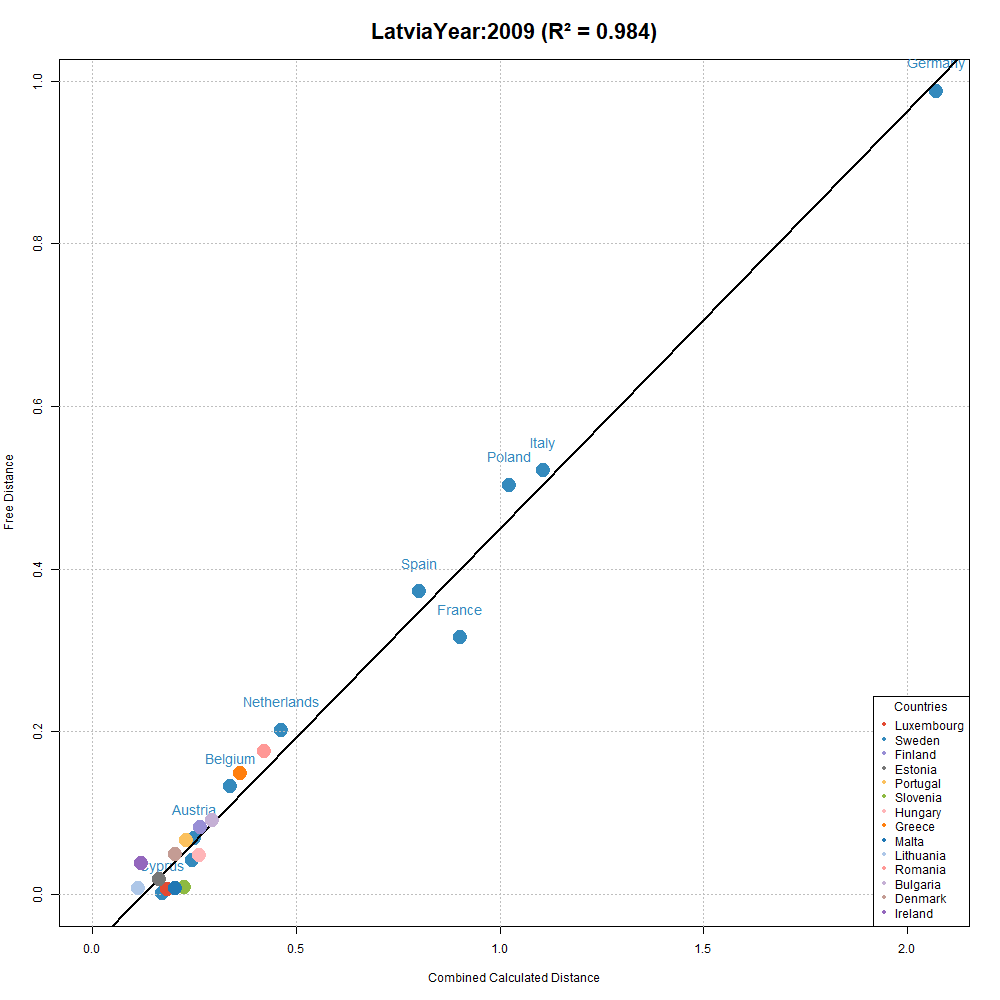 LatviaYear:2009 (R² = 0.984)
Germany
1.0
0.8
0.6
0.4
0.2
0.0
Free Distance
Italy
Poland
Spain
France
Netherlands
Belgium
Austria
Cyprus
Countries
Luxembourg
Sweden
Finland
Estonia
Portugal
Slovenia
Hungary
Greece
Malta
Lithuania
Romania
Bulgaria
Denmark
Ireland
0.0 0.5 1.0 1.5 2.0
Combined Calculated Distance